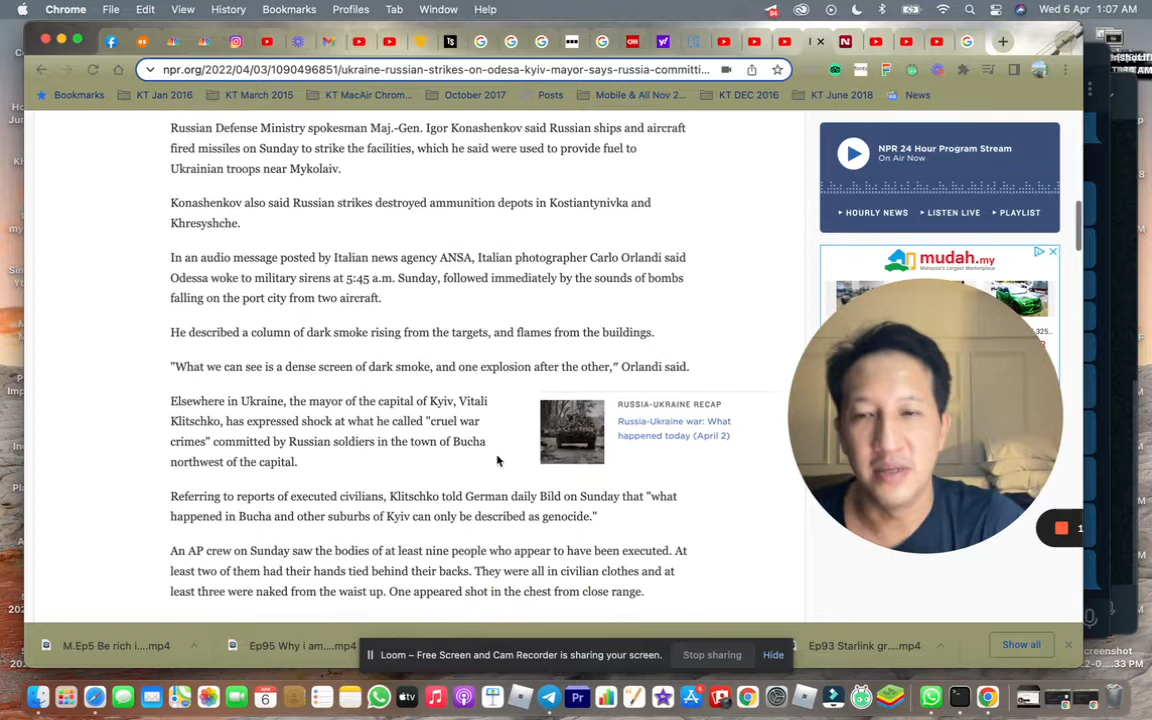 Chrome File Edit View History Bookmarks Profiles Tab Window Help
84
Wed 6 Apr 1:07 AM
npr.org/2022/04/03/1090496851/ukraine-russian-strikes-on-odesa-kyiv-mayor-says-russia-committi...
Bookmarks KT Jan 2016 KT March 2015 KT MacAir Chrom... October 2017 Posts Mobile & All Nov 2... KT DEC 2016 KT June 2018 News
Russian Defense Ministry spokesman Maj.-Gen. Igor Konashenkov said Russian ships and aircraft
fired missiles on Sunday to strike the facilities, which he said were used to provide fuel to
Ukrainian troops near Mykolaiv.
Konashenkov also said Russian strikes destroyed ammunition depots in Kostiantynivka and
Khresyshche.
In an audio message posted by Italian news agency ANSA, Italian photographer Carlo Orlandi said
Odessa woke to military sirens at 5:45 a.m. Sunday, followed immediately by the sounds of bombs
falling on the port city from two aircraft.
He described a column of dark smoke rising from the targets, and flames from the buildings.
"What we can see is a dense screen of dark smoke, and one explosion after the other," Orlandi said.
Elsewhere in Ukraine, the mayor of the capital of Kyiv, Vitali
Klitschko, has expressed shock at what he called "cruel war
crimes" committed by Russian soldiers in the town of Bucha
northwest of the capital.
RUSSIA-UKRAINE RECAP
Russia-Ukraine war: What
happened today (April 2)
Referring to reports of executed civilians, Klitschko told German daily Bild on Sunday that "what
happened in Bucha and other suburbs of Kyiv can only be described as genocide."
An AP crew on Sunday saw the bodies of at least nine people who appear to have been executed. At
least two of them had their hands tied behind their backs. They were all in civilian clothes and at
least three were naked from the waist up. One appeared shot in the chest from close range.
NPR 24 Hour Program Stream
On Air Now
HOURLY NEWS LISTEN LIVE PLAYLIST
mudah.my
Malaysia's Largest Marketplace
325...
1
M.Ep5 Be rich i....mp4
Ep95 Why i am....mp4
Loom – Free Screen and Cam Recorder is sharing your screen.
Stop sharing
Hide
Ep93 Starlink gr....mp4
Show all